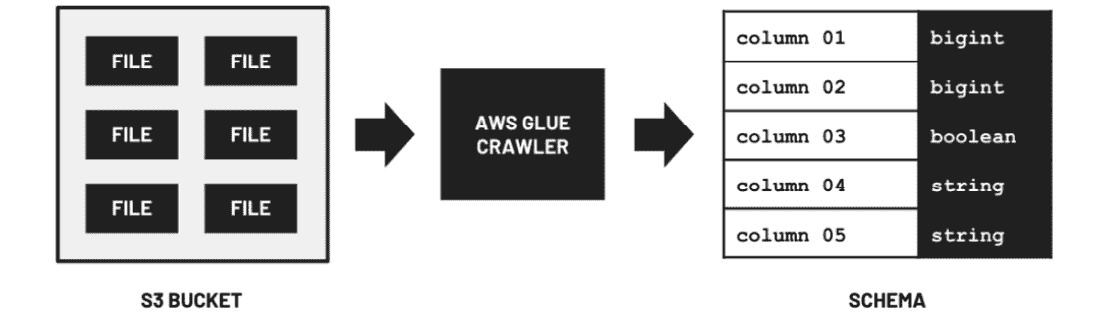 FILE FILE
FILE FILE
FILE FILE
S3 BUCKET
AWS GLUE
CRAWLER
column 01 bigint
column 02 bigint
column 03 boolean
column 04 string
column 05 string
SCHEMA